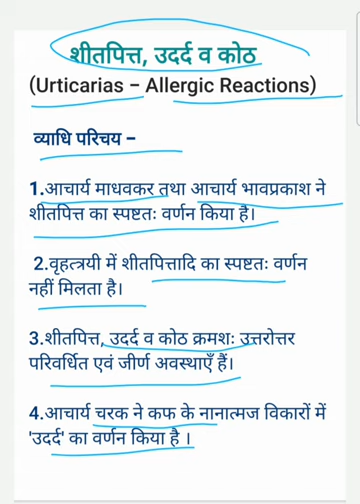 शीतपित्त, उदर्द व कोठ
(Urticarias – Allergic Reactions)
व्याधि परिचय –
1.आचार्य माधवकर तथा आचार्य भावप्रकाश ने
शीतपित्त का स्पष्टतः वर्णन किया है।
2.वृहत्त्रयी में शीतपित्तादि का स्पष्टतः वर्णन
नहीं मिलता है।
3.शीतपित्त, उदर्द व कोठ क्रमशः उत्तरोत्तर
परिवर्धित एवं जीर्ण अवस्थाएँ हैं।
4.आचार्य चरक ने कफ के नानात्मज विकारों में
'उदर्द' का वर्णन किया है ।